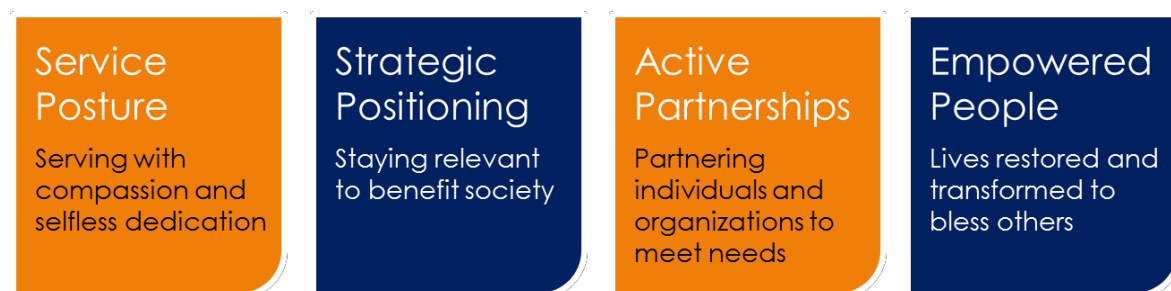 Service
Posture
Serving with
compassion and
selfless dedication
Strategic
Positioning
Staying relevant
to benefit society
Active
Partnerships
Partnering
individuals and
organizations to
meet needs
Empowered
People
Lives restored and
transformed to
bless others